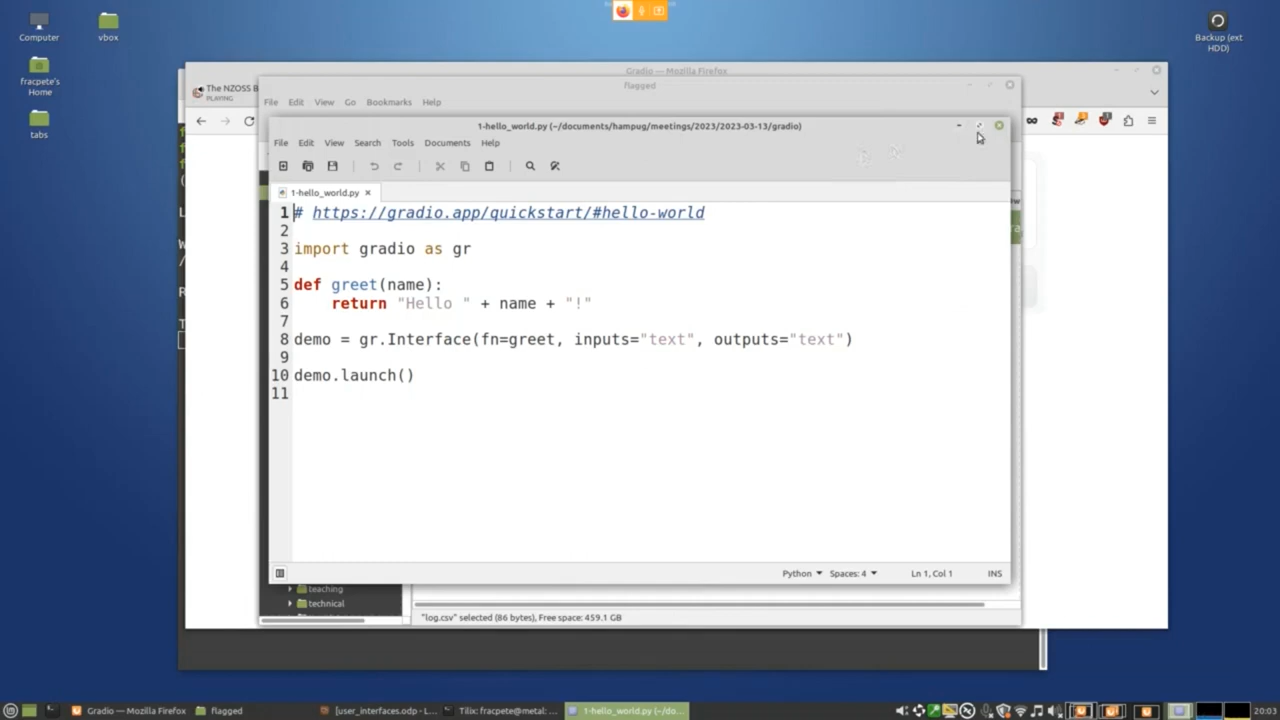 Computer
vbox
Backup (ext
HDD)
fracpete's
Home
tabs
Gradio — Mozilla Firefox
The NZOSS B
PLAYING
flagged
File Edit View Go Bookmarks Help
1-hello_world.py (~/documents/hampug/meetings/2023/2023-03-13/gradio)
File Edit View Search Tools Documents Help
1-hello_world.py
1 # https://gradio.app/quickstart/#hello-world
2
3 import gradio as gr
4
5 def greet(name):
6 return "Hello " + name + "!"
7
8 demo = gr.Interface(fn=greet, inputs="text", outputs="text")
9
10 demo.launch()
11
Python Spaces: 4 Ln 1, Col 1 INS
teaching
technical
"log.csv" selected (86 bytes), Free space: 459.1 GB
Gradio — Mozilla Firefox
flagged
[user_interfaces.odp - L...
Tilix: fracpete@metal: ...
1-hello_world.py (~/do...
20:03